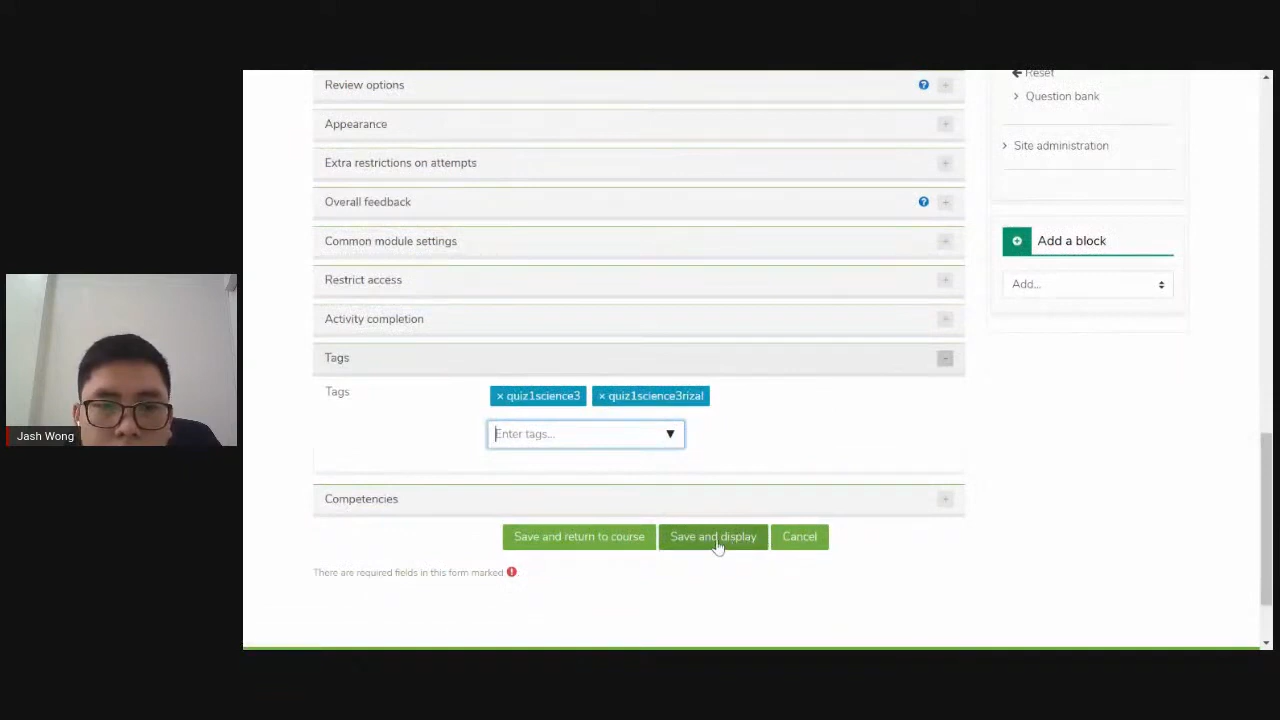 Review options
Appearance
Extra restrictions on attempts
Overall feedback
Common module settings
Restrict access
Activity completion
Tags
Tags
× quiz1science3 × quiz1science3rizal
Enter tags...
Competencies
Save and return to course Save and display Cancel
There are required fields in this form marked
Reset
Question bank
Site administration
Add a block
Add...
Jash Wong